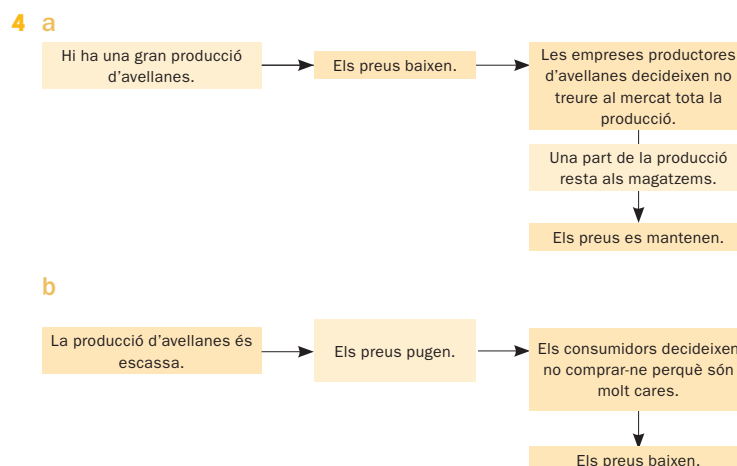 4 a
Hi ha una gran producció
d'avellanes.
Els preus baixen.
Les empreses productores
d'avellanes decideixen no
treure al mercat tota la
producció.
Una part de la producció
resta als magatzems.
Els preus es mantenen.
b
La producció d'avellanes és
escassa.
Els preus pugen.
Els consumidors decideixen
no comprar-ne perquè són
molt cares.
Els preus baixen.